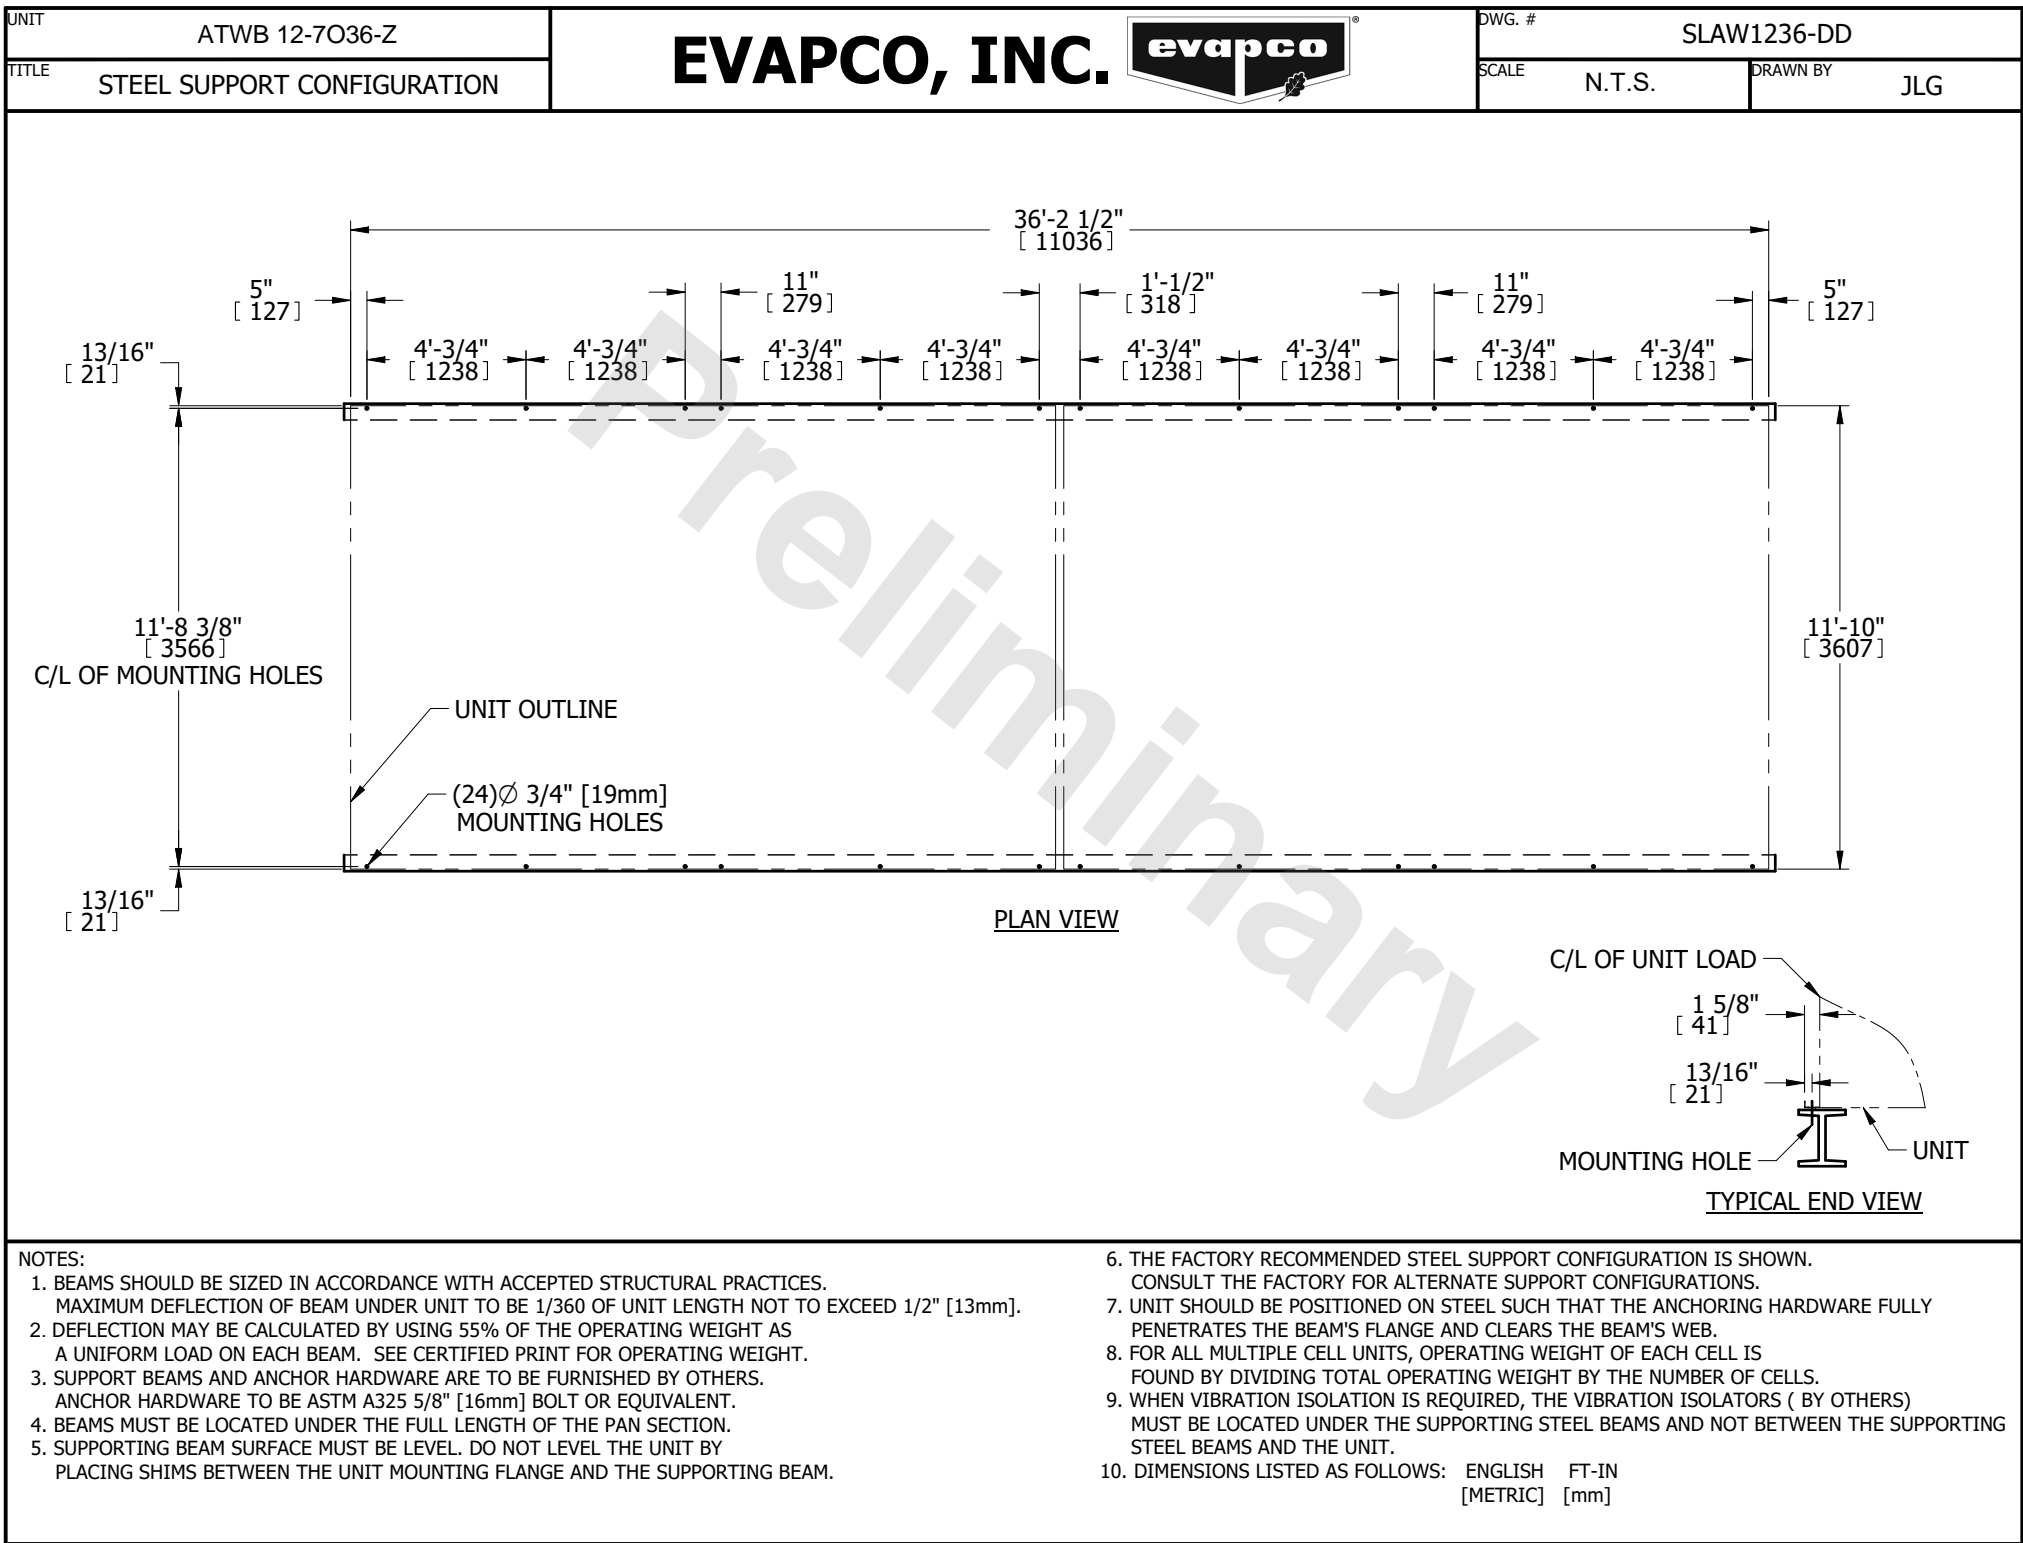 UNIT
ATWB 12-7O36-Z
TITLE
STEEL SUPPORT CONFIGURATION
EVAPCO, INC.
evapco
®
DWG. #
SLAW1236-DD
SCALE
N.T.S.
DRAWN BY
JLG
36'-2 1/2"
[ 11036 ]
5"
[ 127 ]
11"
[ 279 ]
1'-1/2"
[ 318 ]
11"
[ 279 ]
5"
[ 127 ]
13/16"
[ 21 ]
4'-3/4"
[ 1238 ]
4'-3/4"
[ 1238 ]
4'-3/4"
[ 1238 ]
4'-3/4"
[ 1238 ]
4'-3/4"
[ 1238 ]
4'-3/4"
[ 1238 ]
4'-3/4"
[ 1238 ]
4'-3/4"
[ 1238 ]
Preliminary
11'-8 3/8"
[ 3566 ]
C/L OF MOUNTING HOLES
11'-10"
[ 3607 ]
UNIT OUTLINE
(24)∅ 3/4" [19mm]
MOUNTING HOLES
13/16"
[ 21 ]
PLAN VIEW
C/L OF UNIT LOAD
1 5/8"
[ 41 ]
13/16"
[ 21 ]
MOUNTING HOLE
UNIT
TYPICAL END VIEW
NOTES:
1. BEAMS SHOULD BE SIZED IN ACCORDANCE WITH ACCEPTED STRUCTURAL PRACTICES.
MAXIMUM DEFLECTION OF BEAM UNDER UNIT TO BE 1/360 OF UNIT LENGTH NOT TO EXCEED 1/2" [13mm].
2. DEFLECTION MAY BE CALCULATED BY USING 55% OF THE OPERATING WEIGHT AS
A UNIFORM LOAD ON EACH BEAM. SEE CERTIFIED PRINT FOR OPERATING WEIGHT.
3. SUPPORT BEAMS AND ANCHOR HARDWARE ARE TO BE FURNISHED BY OTHERS.
ANCHOR HARDWARE TO BE ASTM A325 5/8" [16mm] BOLT OR EQUIVALENT.
4. BEAMS MUST BE LOCATED UNDER THE FULL LENGTH OF THE PAN SECTION.
5. SUPPORTING BEAM SURFACE MUST BE LEVEL. DO NOT LEVEL THE UNIT BY
PLACING SHIMS BETWEEN THE UNIT MOUNTING FLANGE AND THE SUPPORTING BEAM.
6. THE FACTORY RECOMMENDED STEEL SUPPORT CONFIGURATION IS SHOWN.
CONSULT THE FACTORY FOR ALTERNATE SUPPORT CONFIGURATIONS.
7. UNIT SHOULD BE POSITIONED ON STEEL SUCH THAT THE ANCHORING HARDWARE FULLY
PENETRATES THE BEAM'S FLANGE AND CLEARS THE BEAM'S WEB.
8. FOR ALL MULTIPLE CELL UNITS, OPERATING WEIGHT OF EACH CELL IS
FOUND BY DIVIDING TOTAL OPERATING WEIGHT BY THE NUMBER OF CELLS.
9. WHEN VIBRATION ISOLATION IS REQUIRED, THE VIBRATION ISOLATORS ( BY OTHERS)
MUST BE LOCATED UNDER THE SUPPORTING STEEL BEAMS AND NOT BETWEEN THE SUPPORTING
STEEL BEAMS AND THE UNIT.
10. DIMENSIONS LISTED AS FOLLOWS: ENGLISH FT-IN
[METRIC] [mm]